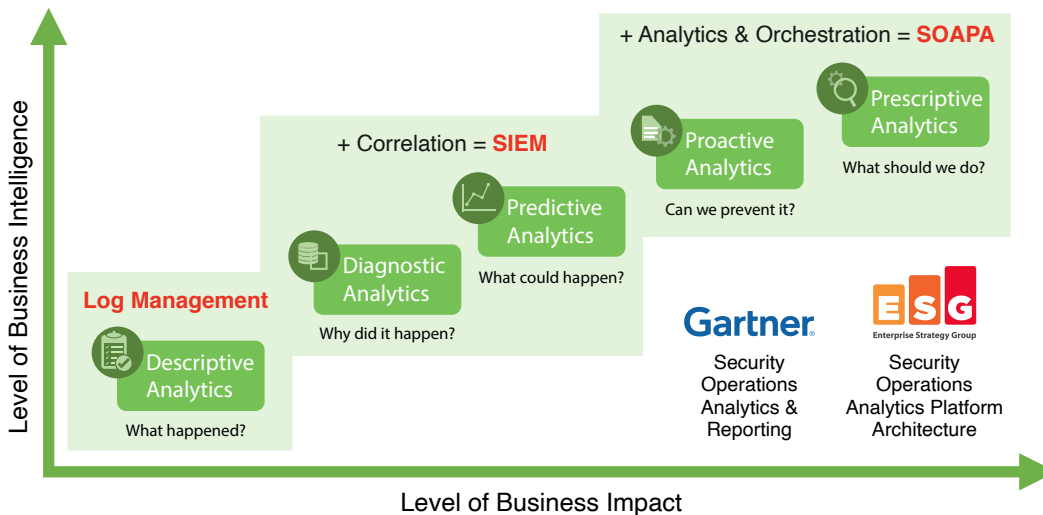 + Analytics & Orchestration = SOAPA
Prescriptive
Analytics
What should we do?
Proactive
Analytics
Can we prevent it?
+ Correlation = SIEM
Predictive
Analytics
What could happen?
Diagnostic
Analytics
Why did it happen?
Log Management
Descriptive
Analytics
What happened?
Gartner®
Security
Operations
Analytics &
Reporting
ESG
Enterprise Strategy Group
Security
Operations
Analytics Platform
Architecture
Level of Business Intelligence
Level of Business Impact